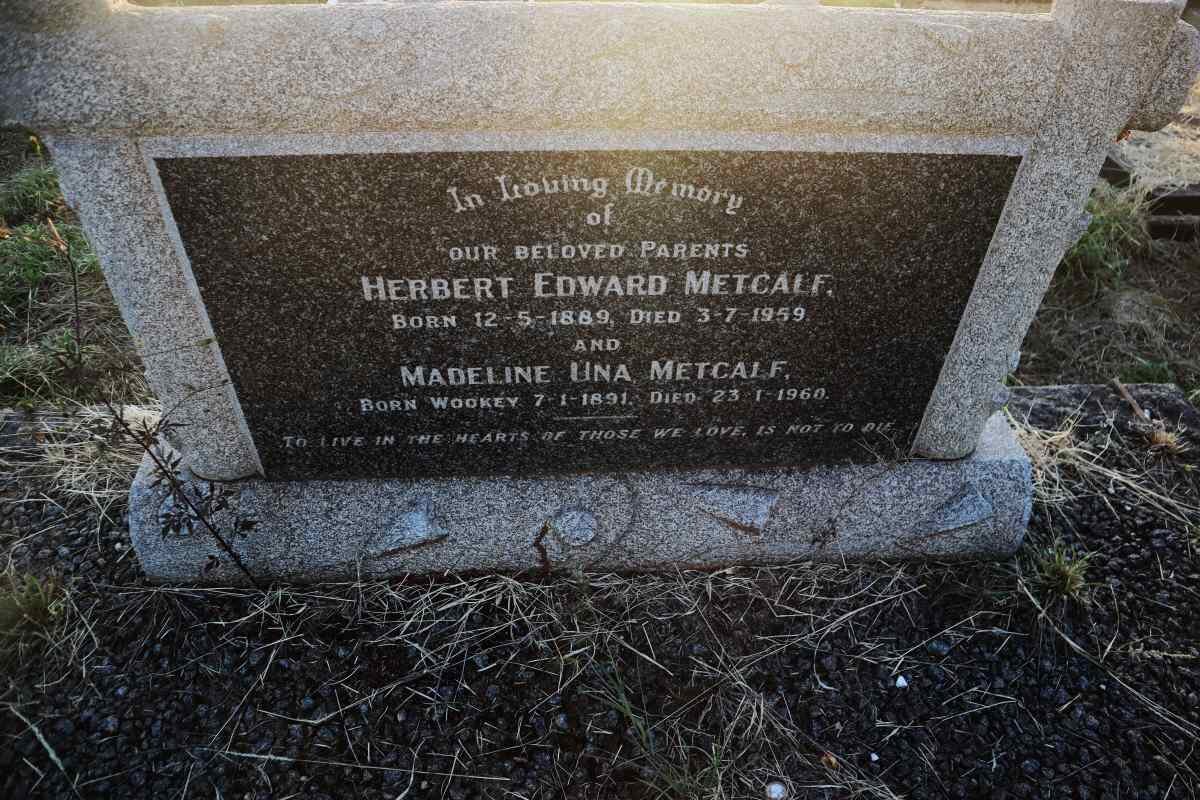 In Loving Memory
of
OUR BELOVED PARENTS
HERBERT EDWARD METCALF,
BORN 12-5-1889, DIED 3-7-1959
AND
MADELINE UNA METCALF,
BORN WOOKEY 7-1-1891, DIED 23-1-1960.
TO LIVE IN THE HEARTS OF THOSE WE LOVE, IS NOT TO DIE